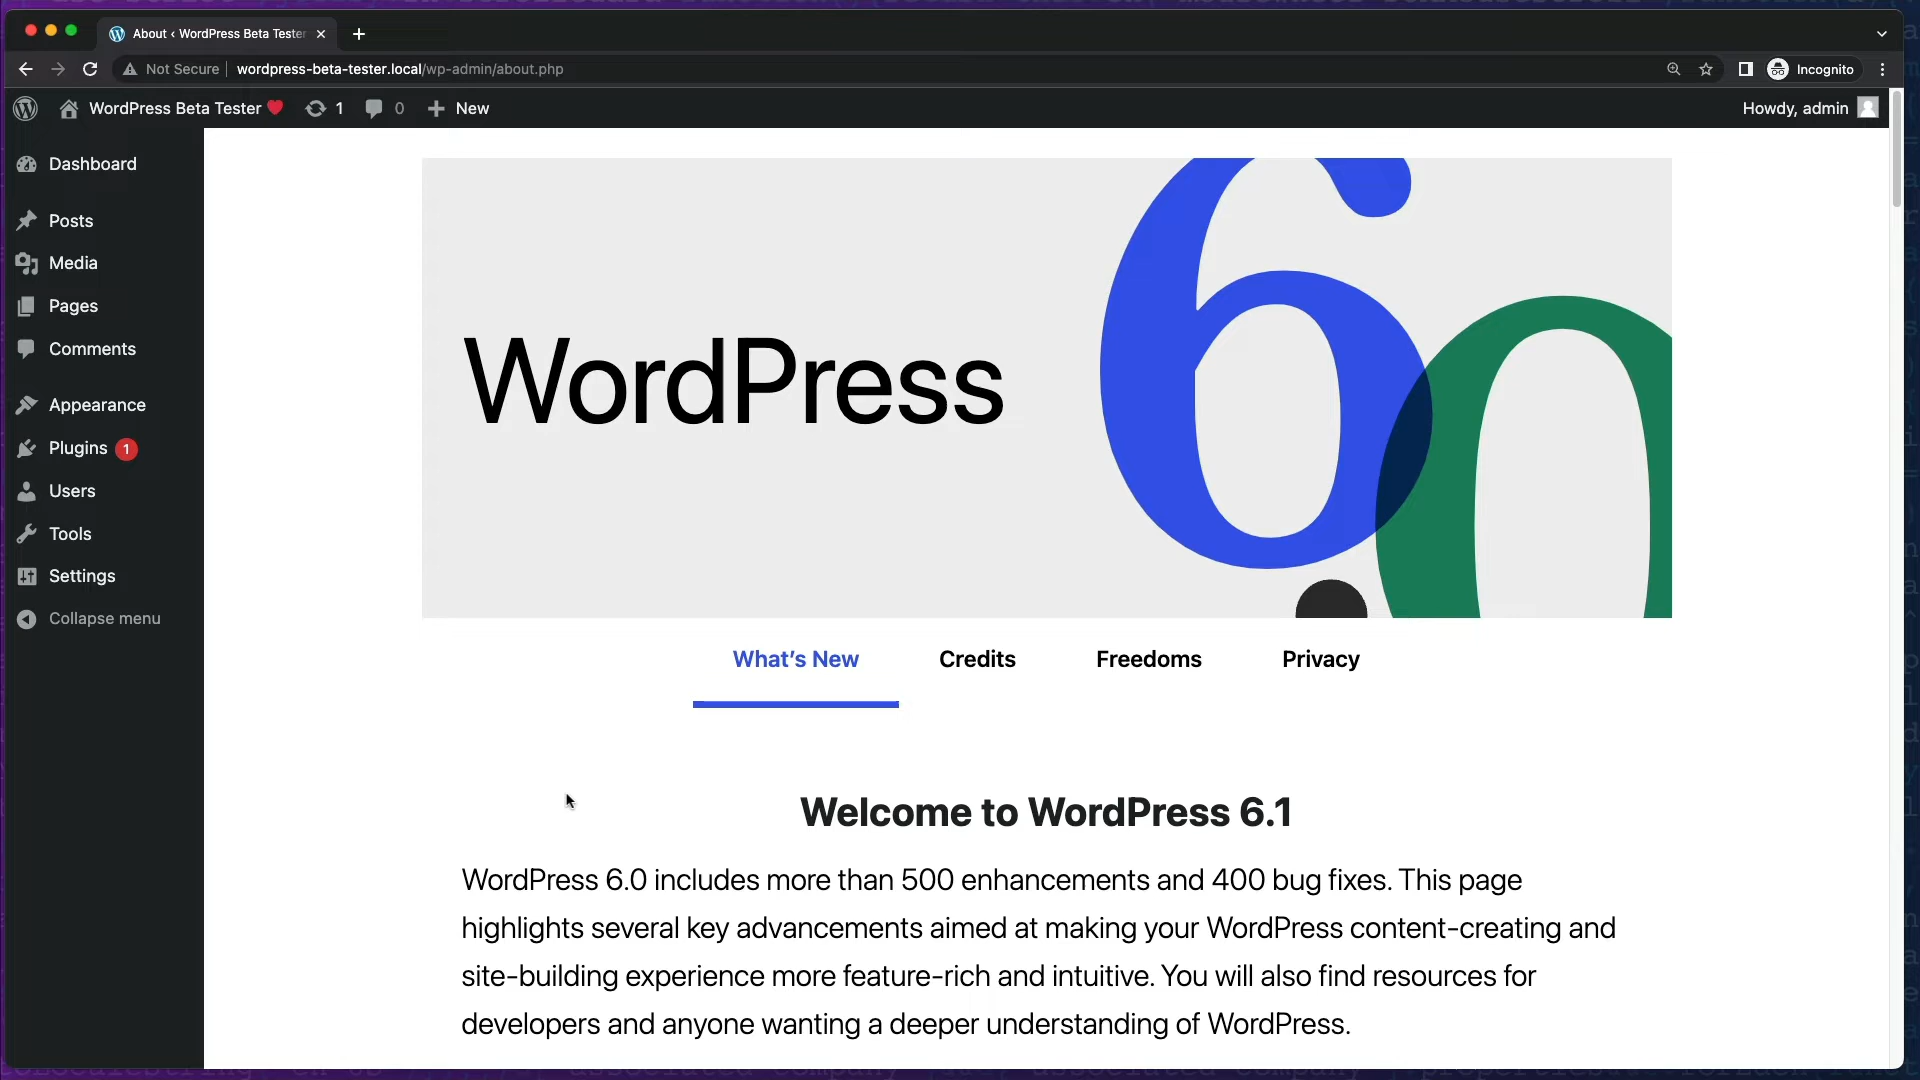 About ‹ WordPress Beta Tester
Not Secure
wordpress-beta-tester.local/wp-admin/about.php
Incognito
WordPress Beta Tester
1
0
New
Howdy, admin
Dashboard
Posts
Media
Pages
Comments
Appearance
Plugins 1
Users
Tools
Settings
Collapse menu
WordPress
6.0
What’s New
Credits
Freedoms
Privacy
Welcome to WordPress 6.1
WordPress 6.0 includes more than 500 enhancements and 400 bug fixes. This page
highlights several key advancements aimed at making your WordPress content-creating and
site-building experience more feature-rich and intuitive. You will also find resources for
developers and anyone wanting a deeper understanding of WordPress.